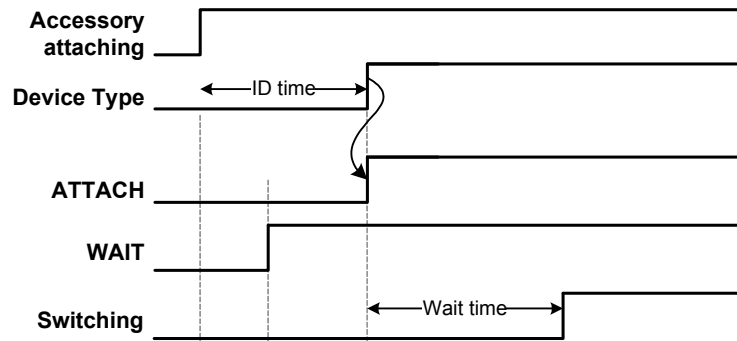 Accessory
attaching
ID time
Device Type
ATTACH
WAIT
Wait time
Switching